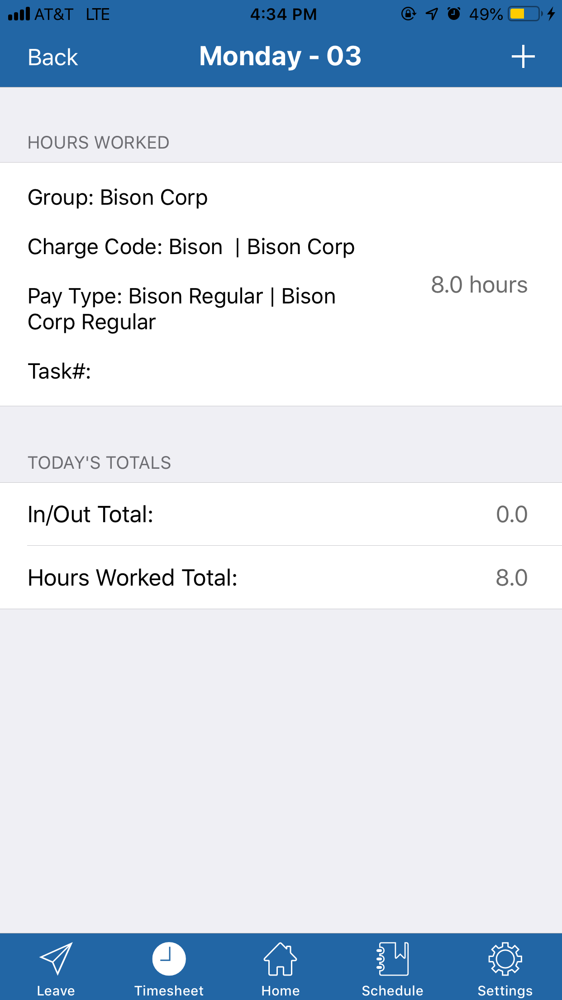 AT&T LTE 4:34 PM 49%
Back Monday - 03
HOURS WORKED
Group: Bison Corp
Charge Code: Bison | Bison Corp
8.0 hours
Pay Type: Bison Regular | Bison
Corp Regular
Task#:
TODAY'S TOTALS
In/Out Total: 0.0
Hours Worked Total: 8.0
Leave Timesheet Home Schedule Settings